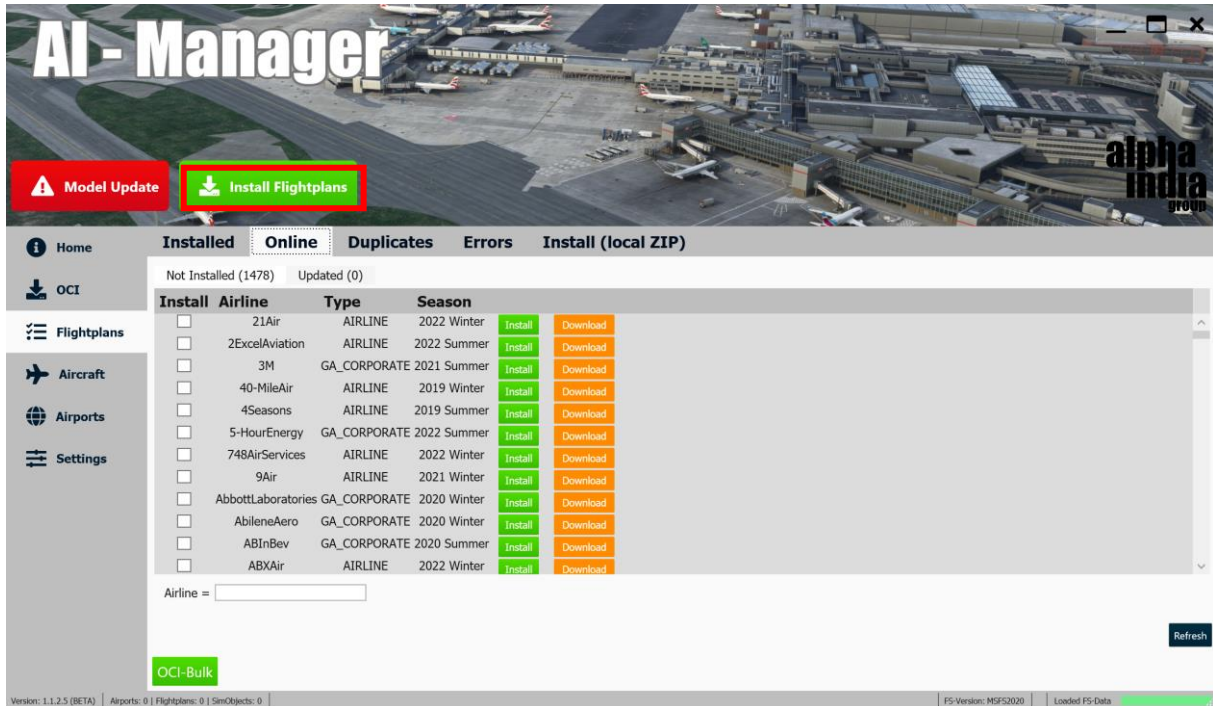 AI - Manager
alpha
india
group
Model Update
Install Flightplans
Home
OCI
Flightplans
Aircraft
Airports
Settings
Installed Online Duplicates Errors Install (local ZIP)
Not Installed (1478) Updated (0)
Install Airline Type Season
21Air AIRLINE 2022 Winter Install Download
2ExcelAviation AIRLINE 2022 Summer Install Download
3M GA_CORPORATE 2021 Summer Install Download
40-MileAir AIRLINE 2019 Winter Install Download
4Seasons AIRLINE 2019 Summer Install Download
5-HourEnergy GA_CORPORATE 2022 Summer Install Download
748AirServices AIRLINE 2022 Winter Install Download
9Air AIRLINE 2021 Winter Install Download
AbbottLaboratories GA_CORPORATE 2020 Winter Install Download
AbileneAero GA_CORPORATE 2020 Winter Install Download
ABInBev GA_CORPORATE 2020 Summer Install Download
ABXAir AIRLINE 2022 Winter Install Download
Airline =
Refresh
OCI-Bulk
Version: 1.1.2.5 (BETA) Airports: 0 | Flightplans: 0 | SimObjects: 0 FS-Version: MSFS2020 Loaded FS-Data